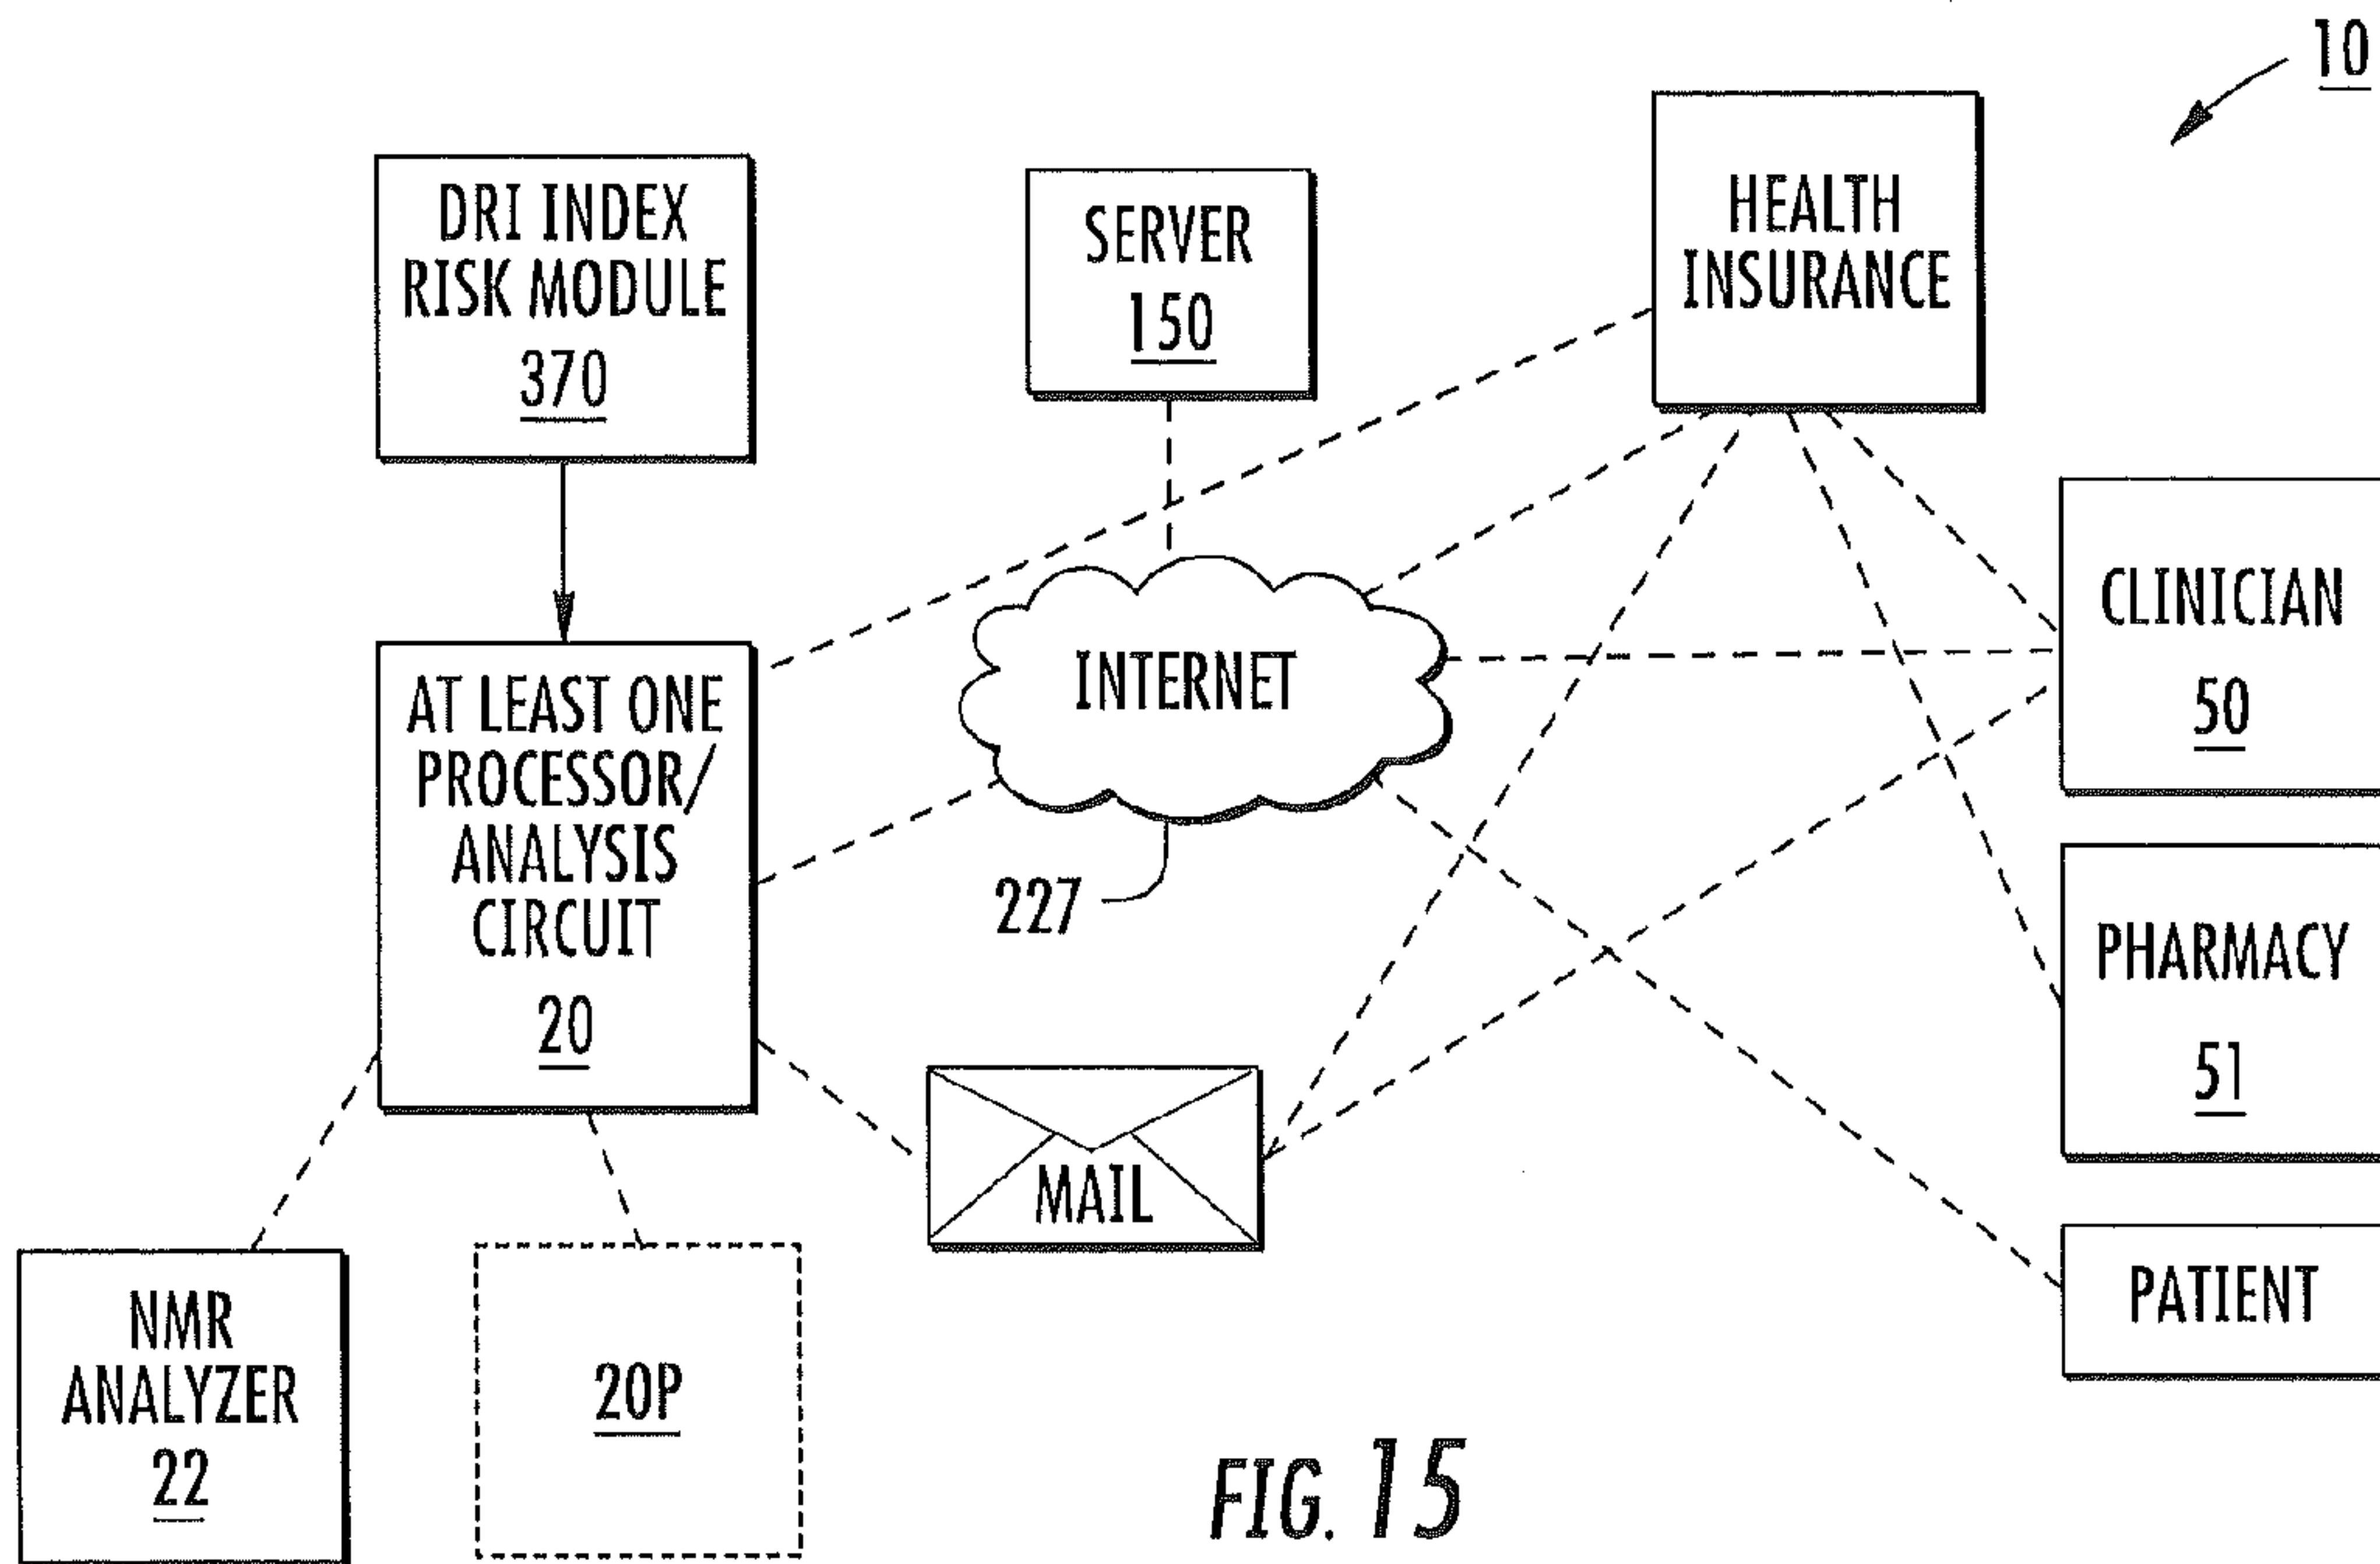 10
DRI INDEX
RISK MODULE
370
SERVER
150
HEALTH
INSURANCE
AT LEAST ONE
PROCESSOR/
ANALYSIS
CIRCUIT
20
INTERNET
227
CLINICIAN
50
PHARMACY
51
MAIL
PATIENT
NMR
ANALYZER
22
20P
FIG. 15